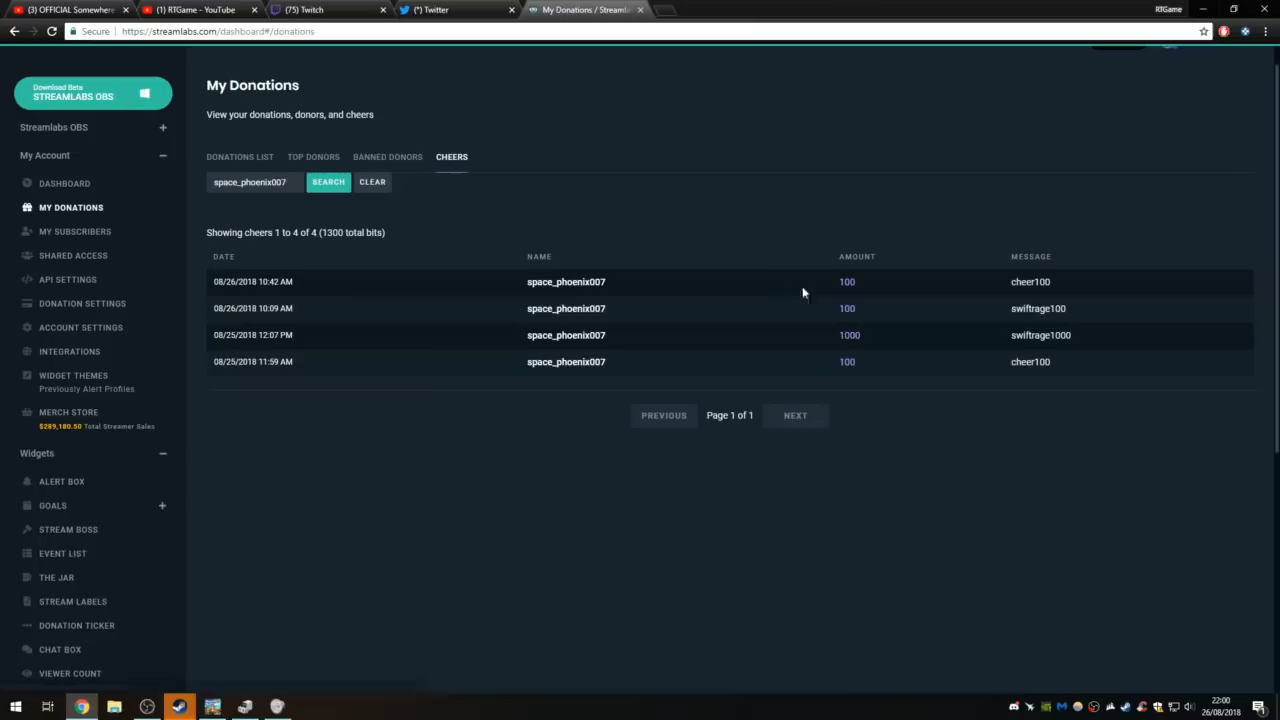 (3) OFFICIAL Somewhere
(1) RTGame - YouTube
(75) Twitch
(*) Twitter
My Donations / Streamlabs
RTGame
Secure
https://streamlabs.com/dashboard#/donations
Download Beta
STREAMLABS OBS
Streamlabs OBS
My Account
DASHBOARD
MY DONATIONS
MY SUBSCRIBERS
SHARED ACCESS
API SETTINGS
DONATION SETTINGS
ACCOUNT SETTINGS
INTEGRATIONS
WIDGET THEMES
Previously Alert Profiles
MERCH STORE
$289,180.50 Total Streamer Sales
Widgets
ALERT BOX
GOALS
STREAM BOSS
EVENT LIST
THE JAR
STREAM LABELS
DONATION TICKER
CHAT BOX
VIEWER COUNT
My Donations
View your donations, donors, and cheers
DONATIONS LIST TOP DONORS BANNED DONORS CHEERS
space_phoenix007 SEARCH CLEAR
Showing cheers 1 to 4 of 4 (1300 total bits)
DATE NAME AMOUNT MESSAGE
08/26/2018 10:42 AM space_phoenix007 100 cheer100
08/26/2018 10:09 AM space_phoenix007 100 swiftrage100
08/25/2018 12:07 PM space_phoenix007 1000 swiftrage1000
08/25/2018 11:59 AM space_phoenix007 100 cheer100
PREVIOUS Page 1 of 1 NEXT
22:00
26/08/2018